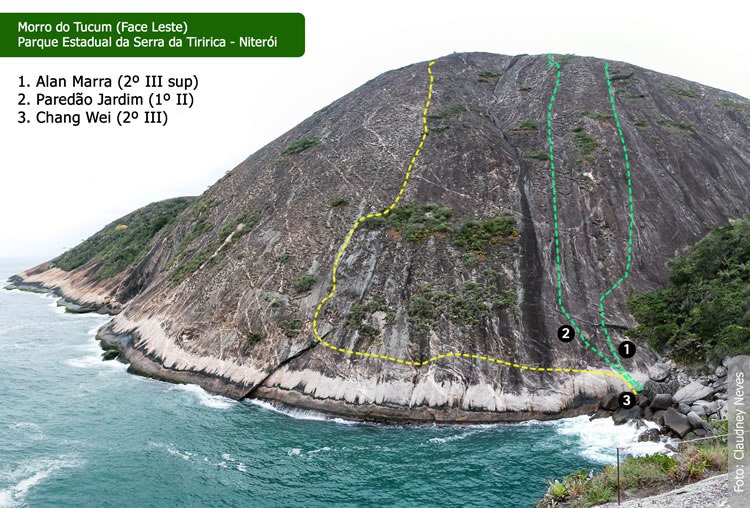 Morro do Tucum (Face Leste)
Parque Estadual da Serra da Tiririca - Niterói
1. Alan Marra (2º III sup)
2. Paredão Jardim (1º II)
3. Chang Wei (2º III)
2
1
3
Foto: Claudney Neves